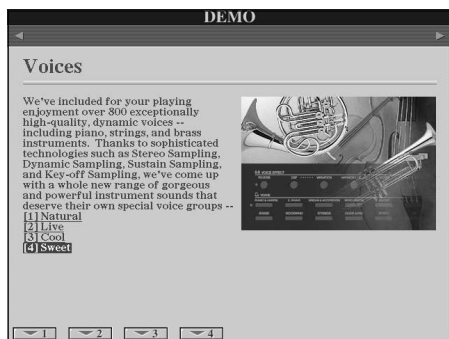 DEMO
Voices
We've included for your playing
enjoyment over 800 exceptionally
high-quality, dynamic voices --
including piano, strings, and brass
instruments. Thanks to sophisticated
technologies such as Stereo Sampling,
Dynamic Sampling, Sustain Sampling,
and Key-off Sampling, we've come up
with a whole new range of gorgeous
and powerful instrument sounds that
deserve their own special voice groups --
[1] Natural
[2] Live
[3] Cool
[4] Sweet
VOICE EFFECT
VOICE
1 2 3 4